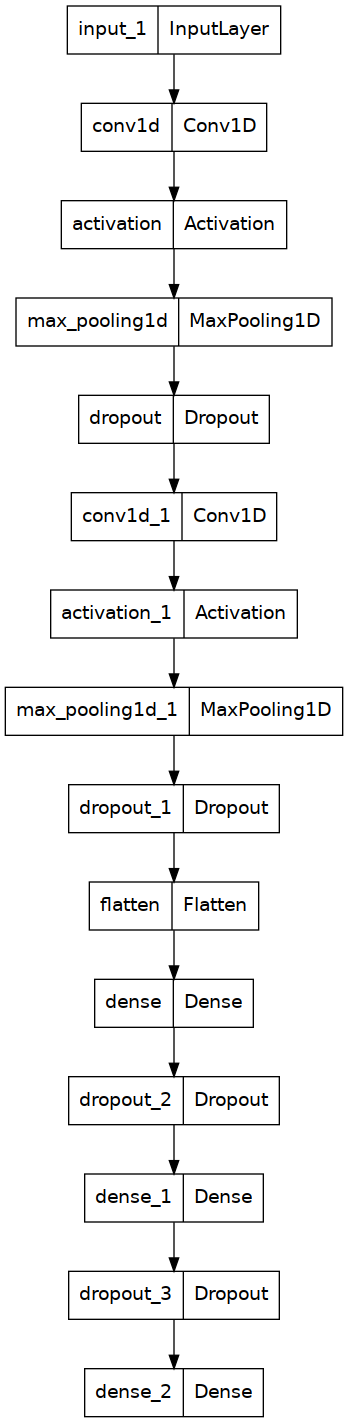 input_1 InputLayer
conv1d Conv1D
activation Activation
max_pooling1d MaxPooling1D
dropout Dropout
conv1d_1 Conv1D
activation_1 Activation
max_pooling1d_1 MaxPooling1D
dropout_1 Dropout
flatten Flatten
dense Dense
dropout_2 Dropout
dense_1 Dense
dropout_3 Dropout
dense_2 Dense